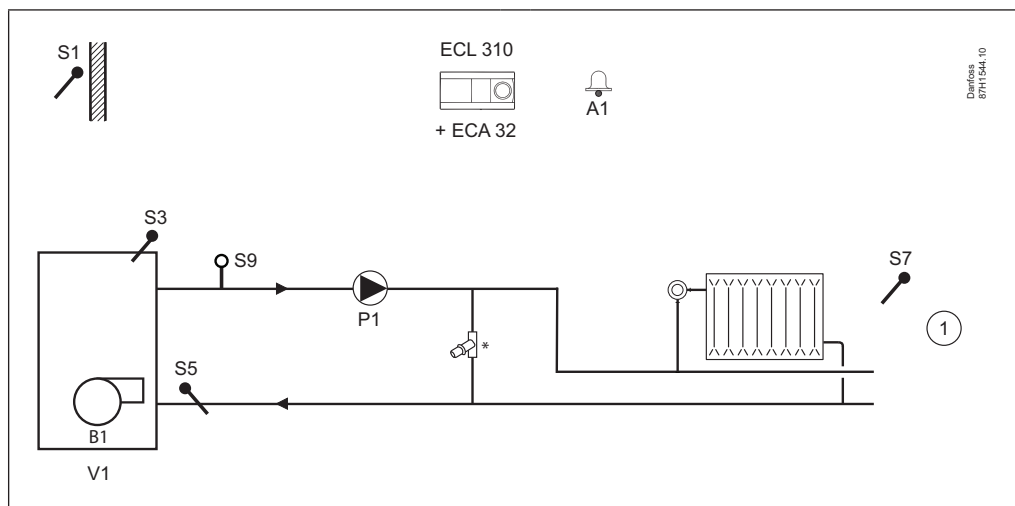 S1
ECL 310
+ ECA 32
A1
Danfoss
87H1544.10
S3
S9
S7
P1
1
*
S5
B1
V1